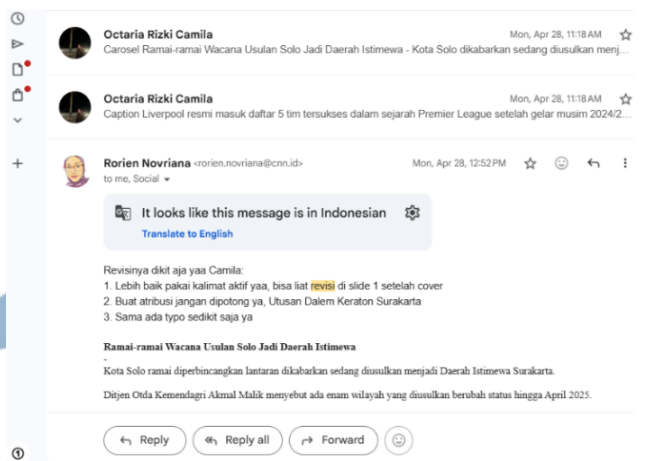 Octaria Rizki Camila Mon, Apr 28, 11:18 AM
Carosel Ramai-ramai Wacana Usulan Solo Jadi Daerah Istimewa - Kota Solo dikabarkan sedang diusulkan menj...
Octaria Rizki Camila Mon, Apr 28, 11:18 AM
Caption Liverpool resmi masuk daftar 5 tim tersukses dalam sejarah Premier League setelah gelar musim 2024/2...
Rorien Novriana <rorien.novriana@cnn.id> Mon, Apr 28, 12:52 PM
to me, Social
It looks like this message is in Indonesian
Translate to English
Revisinya dikit aja yaa Camila:
1. Lebih baik pakai kalimat aktif yaa, bisa liat revisi di slide 1 setelah cover
2. Buat atribusi jangan dipotong ya, Utusan Dalem Keraton Surakarta
3. Sama ada typo sedikit saja ya
Ramai-ramai Wacana Usulan Solo Jadi Daerah Istimewa
-
Kota Solo ramai diperbincangkan lantaran dikabarkan sedang diusulkan menjadi Daerah Istimewa Surakarta.
Ditjen Otda Kemendagri Akmal Malik menyebut ada enam wilayah yang diusulkan berubah status hingga April 2025.
Reply Reply all Forward